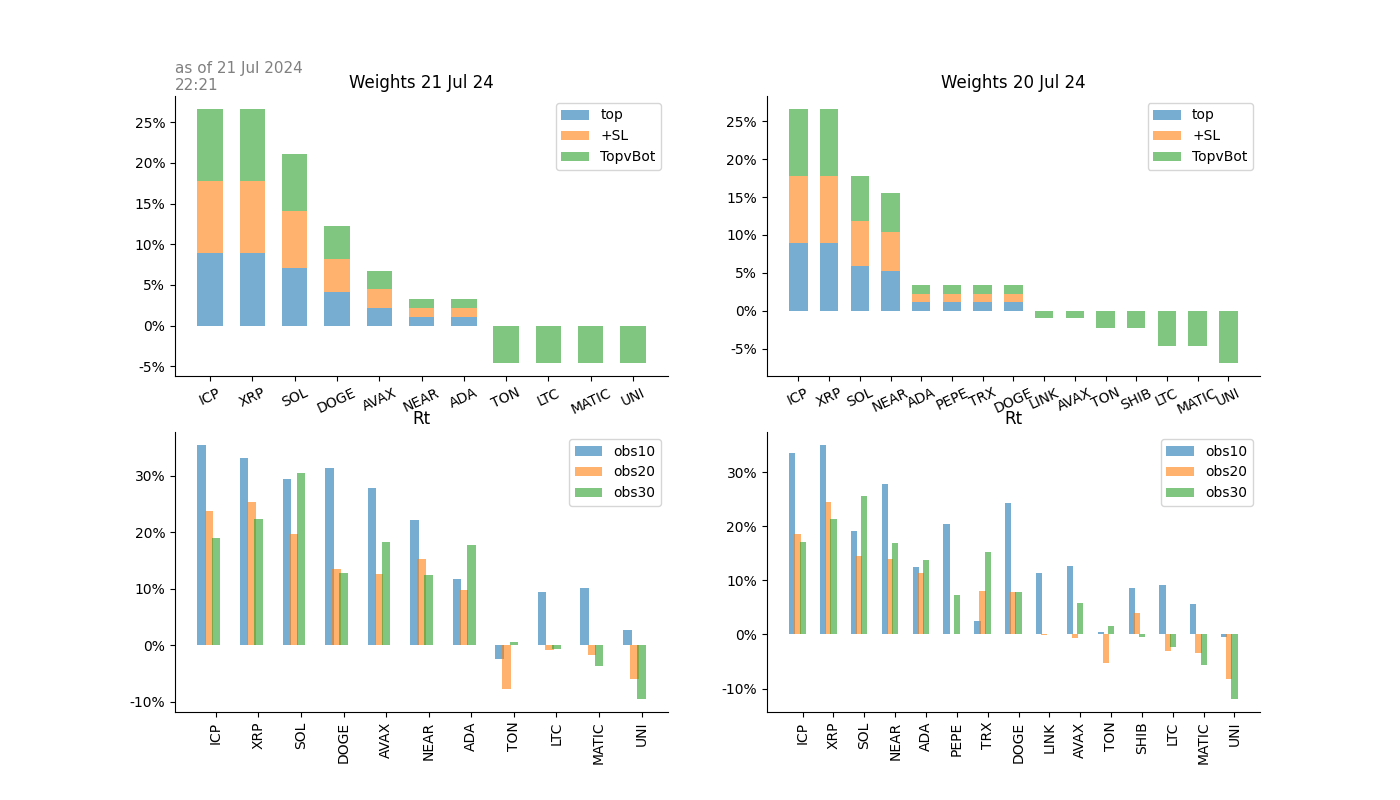 as of 21 Jul 2024
22:21
Weights 21 Jul 24
25%
20%
15%
10%
5%
0%
-5%
top
+SL
TopvBot
ICP XRP SOL DOGE AVAX NEAR ADA TON LTC MATIC UNI
Weights 20 Jul 24
25%
20%
15%
10%
5%
0%
-5%
top
+SL
TopvBot
ICP XRP SOL NEAR ADA PEPE TRX DOGE LINK AVAX TON SHIB LTC MATIC UNI
Rt
30%
20%
10%
0%
-10%
obs10
obs20
obs30
ICP XRP SOL DOGE AVAX NEAR ADA TON LTC MATIC UNI
Rt
30%
20%
10%
0%
-10%
obs10
obs20
obs30
ICP XRP SOL NEAR ADA PEPE TRX DOGE LINK AVAX TON SHIB LTC MATIC UNI